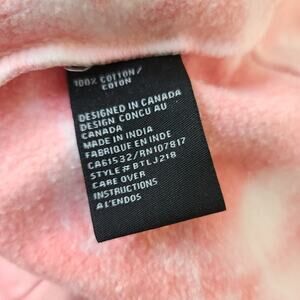 100% COTTON/
COTON
DESIGNED IN CANADA
DESIGN CONCU AU
CANADA
MADE IN INDIA
FABRIQUE EN INDE
CA61532/RN107817
STYLE # BTLJ218
CARE OVER
INSTRUCTIONS
A L'ENDOS